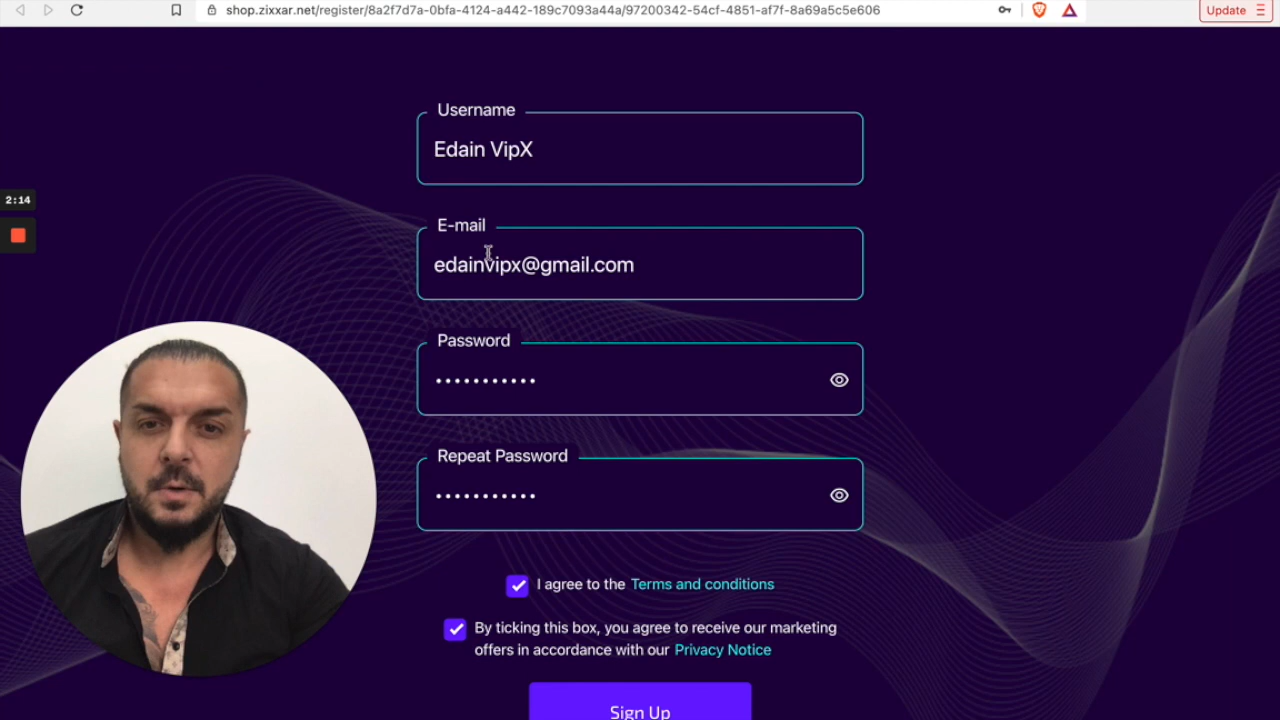 shop.zixxar.net/register/8a2f7d7a-0bfa-4124-a442-189c7093a44a/97200342-54cf-4851-af7f-8a69a5c5e606
Update
Username
Edain VipX
2:14
E-mail
edainvipx@gmail.com
Password
•••••••••••
Repeat Password
•••••••••••
I agree to the Terms and conditions
By ticking this box, you agree to receive our marketing
offers in accordance with our Privacy Notice
Sign Up